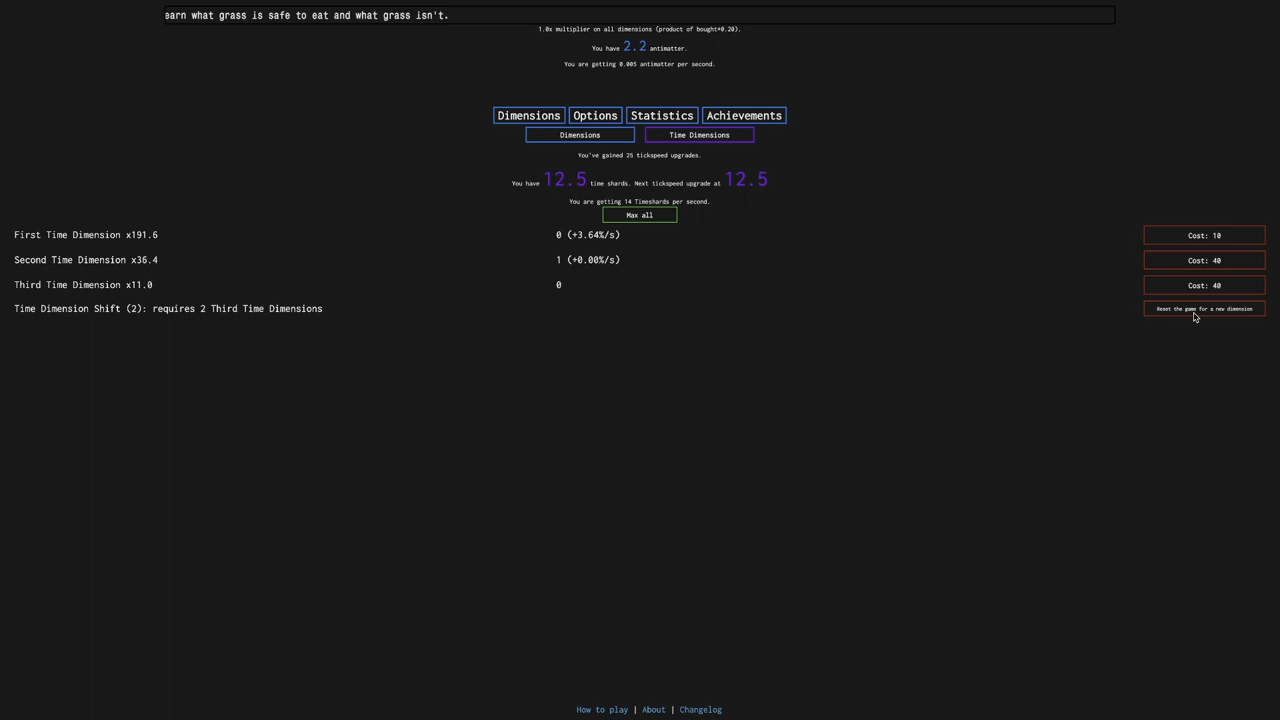 earn what grass is safe to eat and what grass isn't.
1.0x multiplier on all dimensions (product of bought*0.20).
You have 2.2 antimatter.
You are getting 0.005 antimatter per second.
Dimensions Options Statistics Achievements
Dimensions Time Dimensions
You've gained 25 tickspeed upgrades.
You have 12.5 time shards. Next tickspeed upgrade at 12.5
You are getting 14 Timeshards per second.
Max all
First Time Dimension x191.6 0 (+3.64%/s) Cost: 10
Second Time Dimension x36.4 1 (+0.00%/s) Cost: 40
Third Time Dimension x11.0 0 Cost: 40
Time Dimension Shift (2): requires 2 Third Time Dimensions Reset the game for a new dimension
How to play | About | Changelog